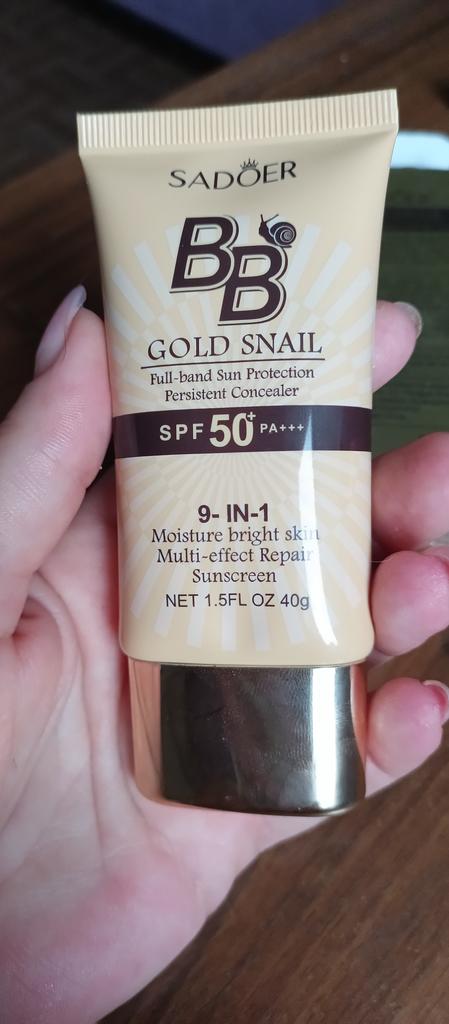 SADOER
BB
GOLD SNAIL
Full-band Sun Protection
Persistent Concealer
SPF 50+ PA+++
9- IN-1
Moisture bright skin
Multi-effect Repair
Sunscreen
NET 1.5FL OZ 40g